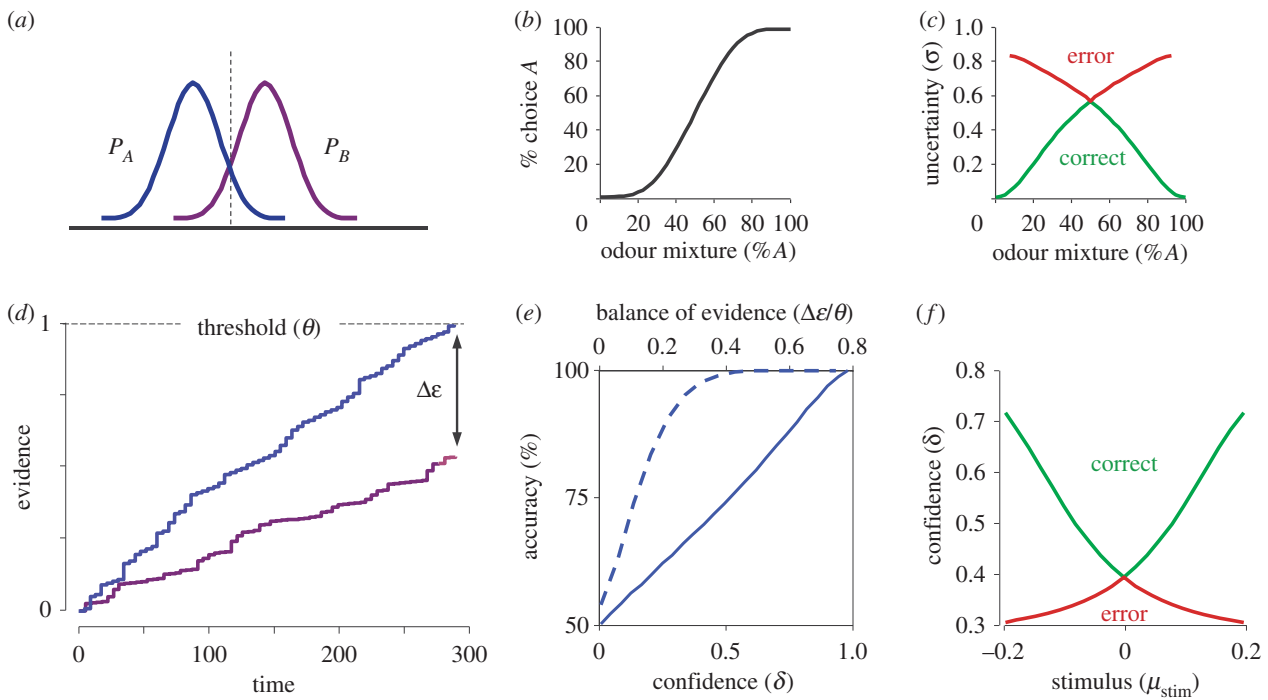 (a)
P_A
P_B
(b)
% choice A
100
80
60
40
20
0
20 40 60 80 100
odour mixture (%A)
(c)
uncertainty (σ)
1.0
0.8
0.6
0.4
0.2
error
correct
0
20 40 60 80 100
odour mixture (%A)
(d)
evidence
1
0
threshold (θ)
Δε
0 100 200 300
time
(e)
balance of evidence (Δε/θ)
0 0.2 0.4 0.6 0.8
accuracy (%)
100
75
50
0 0.5 1.0
confidence (δ)
(f)
confidence (δ)
0.8
0.7
0.6
0.5
0.4
0.3
correct
error
–0.2 0 0.2
stimulus (μ_stim)